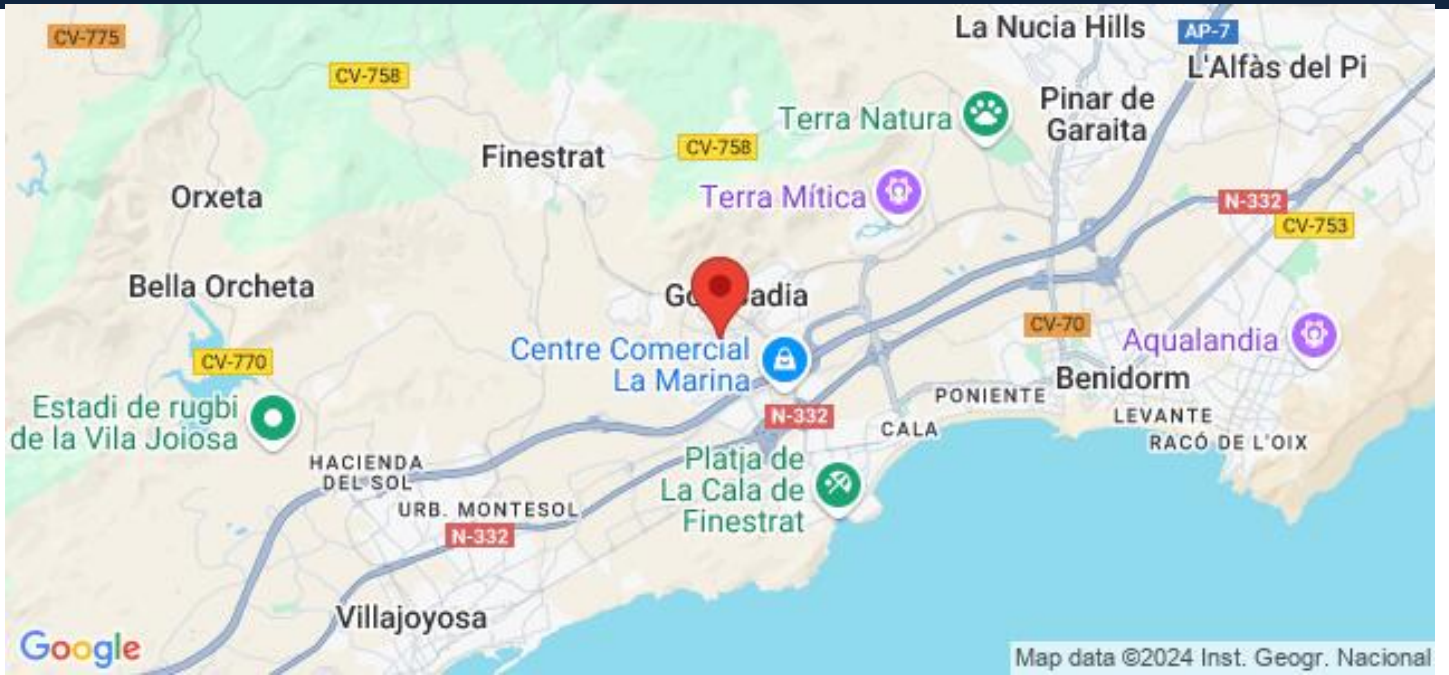 La Nucia Hills
AP-7
CV-775
L'Alfàs del Pi
CV-758
Pinar de
Garaita
Terra Natura
CV-758
Finestrat
Orxeta
Terra Mítica
N-332
CV-753
Bella Orcheta
CV-70
Aqualandia
Centre Comercial
La Marina
CV-770
Benidorm
PONIENTE
Estadi de rugbi
de la Vila Joiosa
N-332
LEVANTE
CALA
RACÓ DE L'OIX
HACIENDA
DEL SOL
Platja de
La Cala de
Finestrat
URB. MONTESOL
N-332
Villajoyosa
Google
Map data ©2024 Inst. Geogr. Nacional